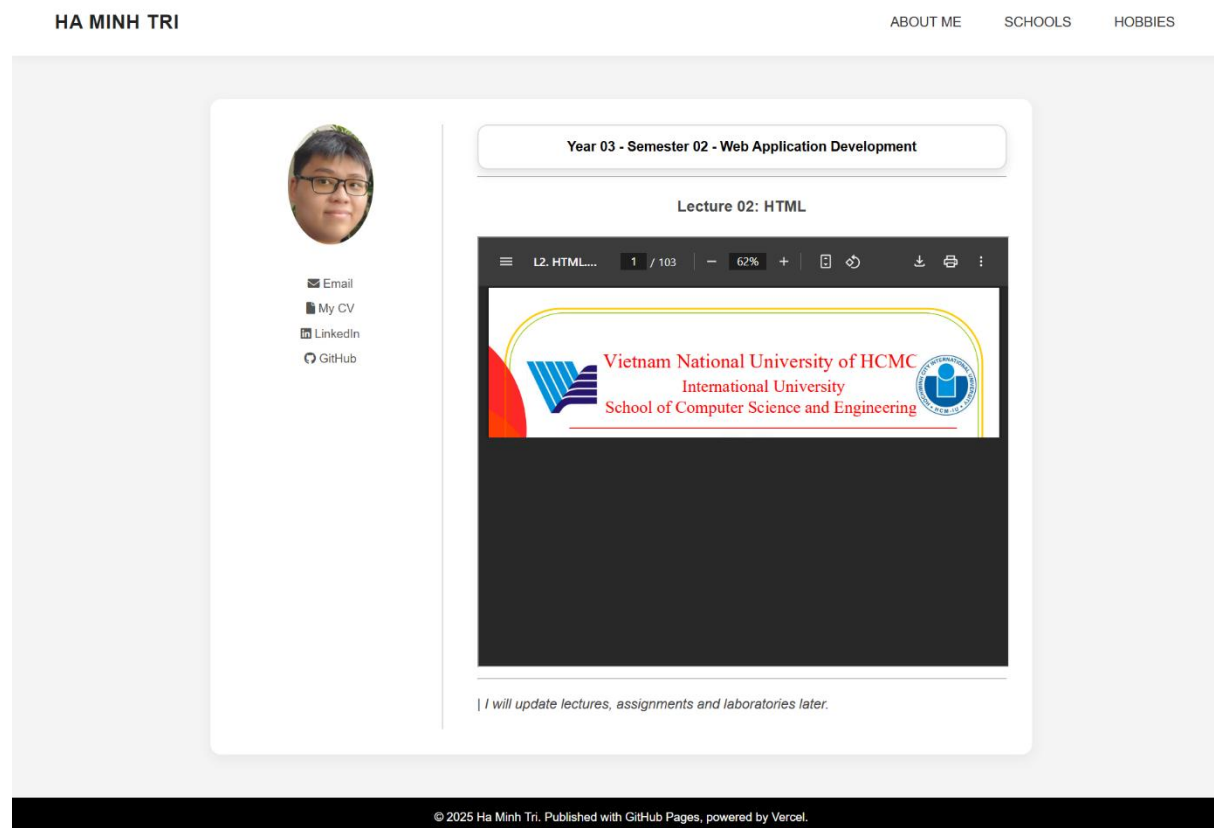 HA MINH TRI
ABOUT ME SCHOOLS HOBBIES
Email
My CV
LinkedIn
GitHub
Year 03 - Semester 02 - Web Application Development
Lecture 02: HTML
L2. HTML.... 1 / 103 62%
Vietnam National University of HCMC
International University
School of Computer Science and Engineering
HCM - IU
| I will update lectures, assignments and laboratories later.
© 2025 Ha Minh Tri. Published with GitHub Pages, powered by Vercel.